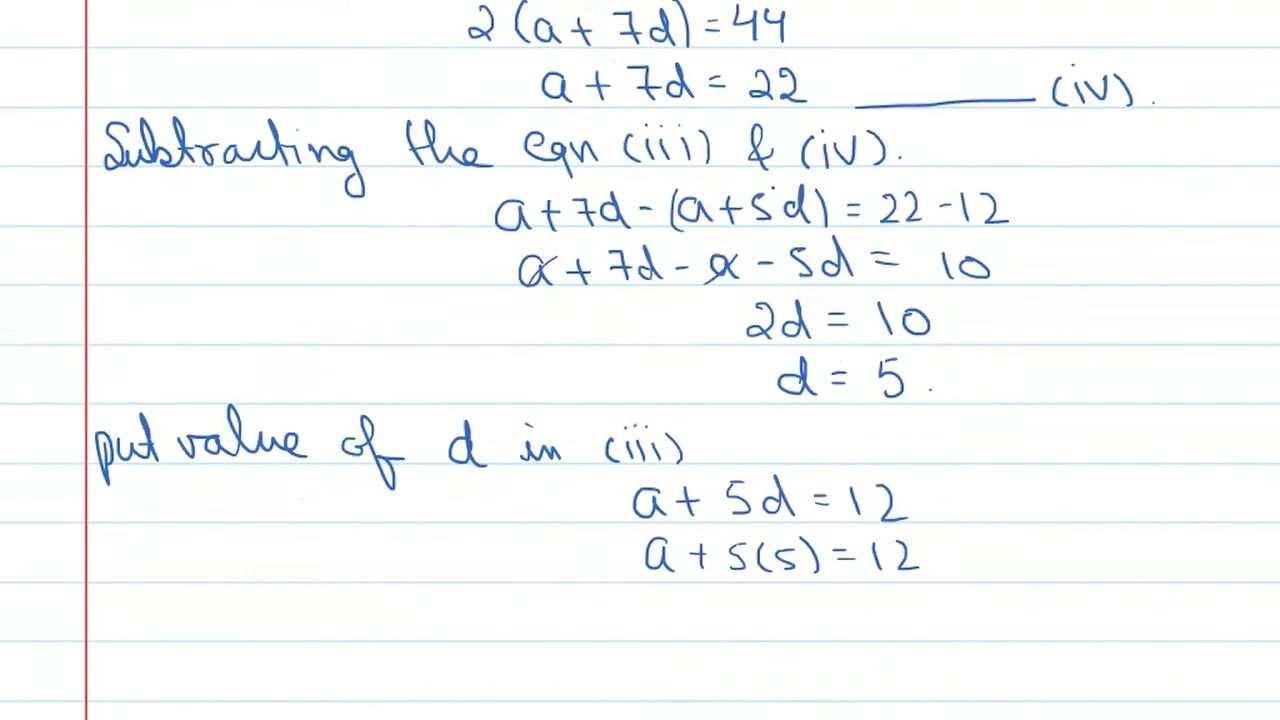 2(a + 7d) = 44
a + 7d = 22 ______ (iv).
Subtracting the eqn (iii) & (iv).
a + 7d - (a + 5d) = 22 - 12
a + 7d - a - 5d = 10
2d = 10
d = 5.
put value of d in (iii)
a + 5d = 12
a + 5(5) = 12